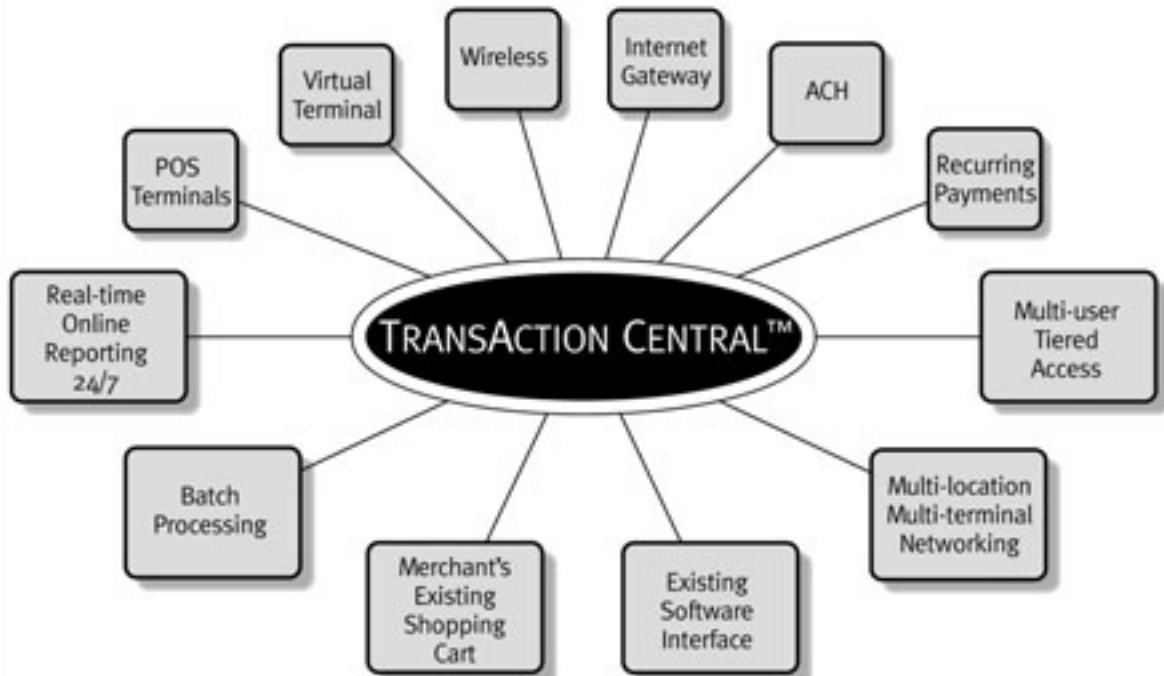 Wireless
Internet
Gateway
Virtual
Terminal
ACH
POS
Terminals
Recurring
Payments
Real-time
Online
Reporting
24/7
TRANSACTION CENTRAL™
Multi-user
Tiered
Access
Batch
Processing
Merchant's
Existing
Shopping
Cart
Existing
Software
Interface
Multi-location
Multi-terminal
Networking